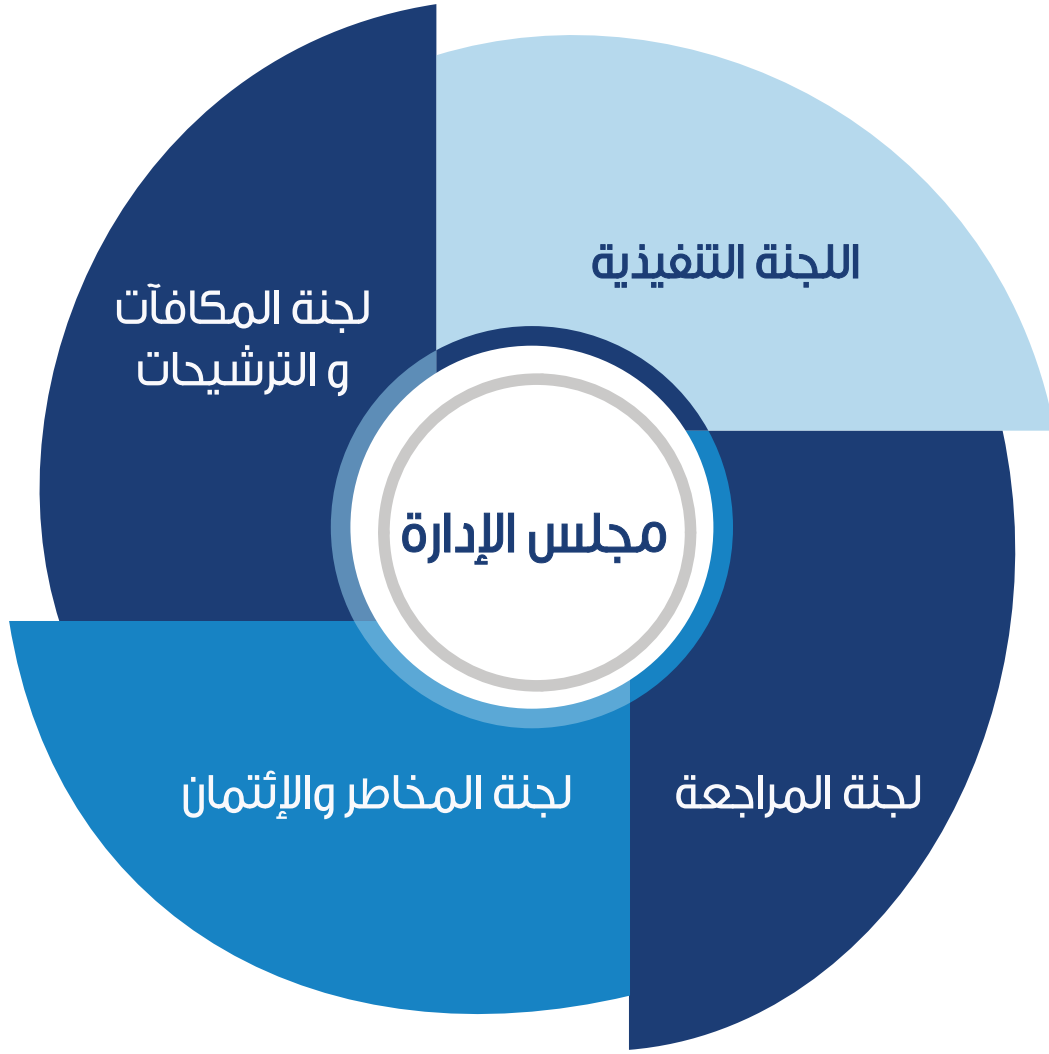 اللجنة التنفيذية
لجنة المكافآت
و الترشيحات
مجلس الإدارة
لجنة المراجعة
لجنة المخاطر والإئتمان